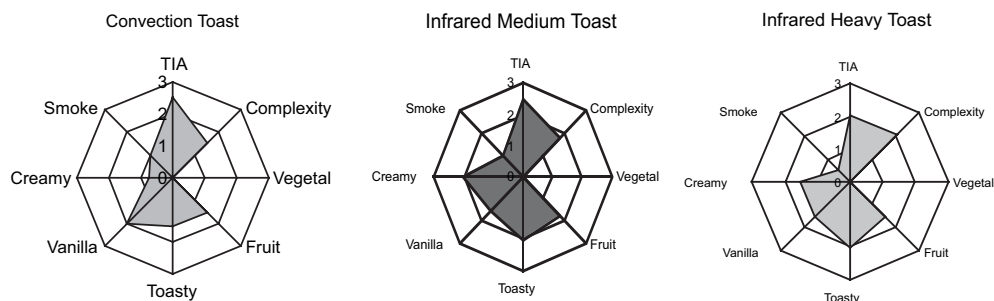 Convection Toast
TIA
3
Smoke
Complexity
2
1
Creamy
0
Vegetal
Vanilla
Fruit
Toasty
Infrared Medium Toast
TIA
3
Smoke
Complexity
2
1
Creamy
0
Vegetal
Vanilla
Fruit
Toasty
Infrared Heavy Toast
TIA
3
Smoke
Complexity
2
1
Creamy
0
Vegetal
Vanilla
Fruit
Toasty